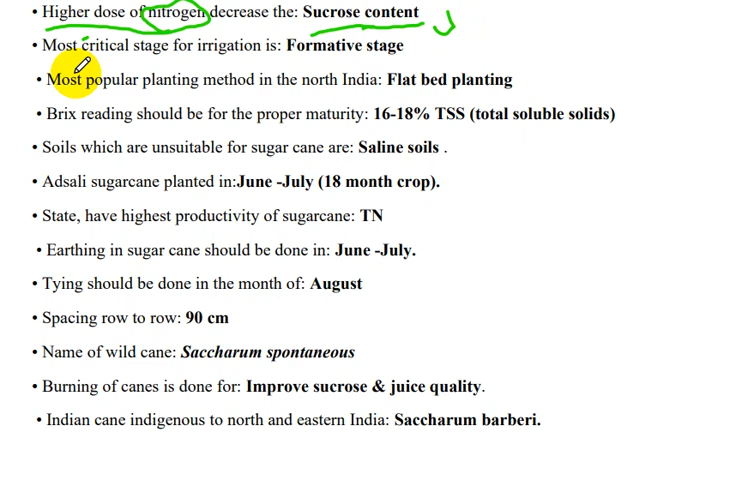 • Higher dose of nitrogen decrease the: Sucrose content
• Most critical stage for irrigation is: Formative stage
• Most popular planting method in the north India: Flat bed planting
• Brix reading should be for the proper maturity: 16-18% TSS (total soluble solids)
• Soils which are unsuitable for sugar cane are: Saline soils .
• Adsali sugarcane planted in:June -July (18 month crop).
• State, have highest productivity of sugarcane: TN
• Earthing in sugar cane should be done in: June -July.
• Tying should be done in the month of: August
• Spacing row to row: 90 cm
• Name of wild cane: Saccharum spontaneous
• Burning of canes is done for: Improve sucrose & juice quality.
• Indian cane indigenous to north and eastern India: Saccharum barberi.